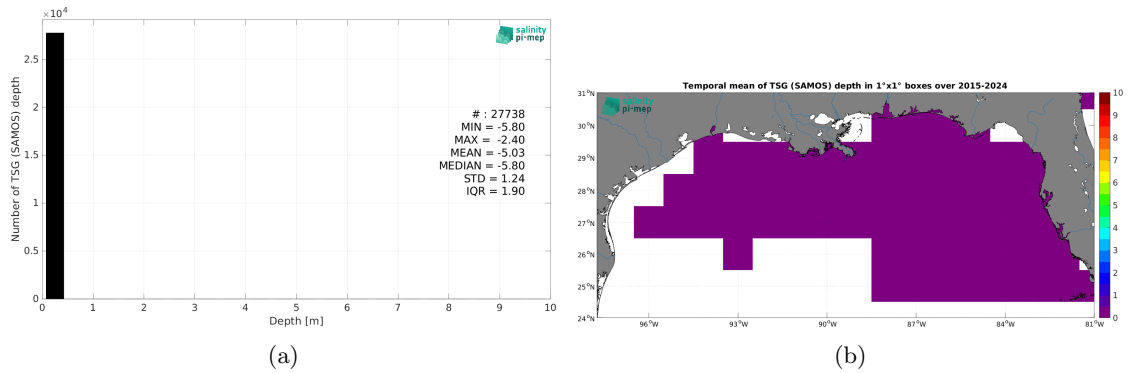 ×10⁴
salinity
pi-mep
# : 27738
MIN = -5.80
MAX = -2.40
MEAN = -5.03
MEDIAN = -5.80
STD = 1.24
IQR = 1.90
Number of TSG (SAMOS) depth
2.5
2
1.5
1
0.5
0
0 1 2 3 4 5 6 7 8 9 10
Depth [m]
(a)
Temporal mean of TSG (SAMOS) depth in 1°x1° boxes over 2015-2024
salinity
pi-mep
31°N
30°N
29°N
28°N
27°N
26°N
25°N
24°N
96°W 93°W 90°W 87°W 84°W 81°W
10
9
8
7
6
5
4
3
2
1
0
(b)